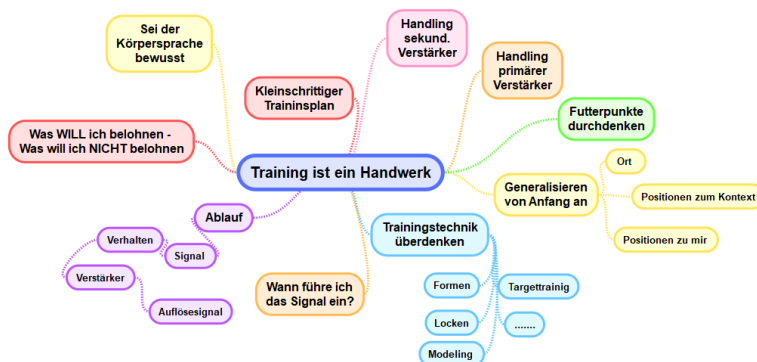 Sei der
Körpersprache
bewusst
Handling
sekund.
Verstärker
Handling
primärer
Verstärker
Kleinschrittiger
Traininsplan
Futterpunkte
durchdenken
Was WILL ich belohnen -
Was will ich NICHT belohnen
Training ist ein Handwerk
Generalisieren
von Anfang an
Ort
Positionen zum Kontext
Positionen zu mir
Ablauf
Signal
Verhalten
Verstärker
Auflösesignal
Wann führe ich
das Signal ein?
Trainingstechnik
überdenken
Formen
Targettrainig
Locken
.......
Modeling